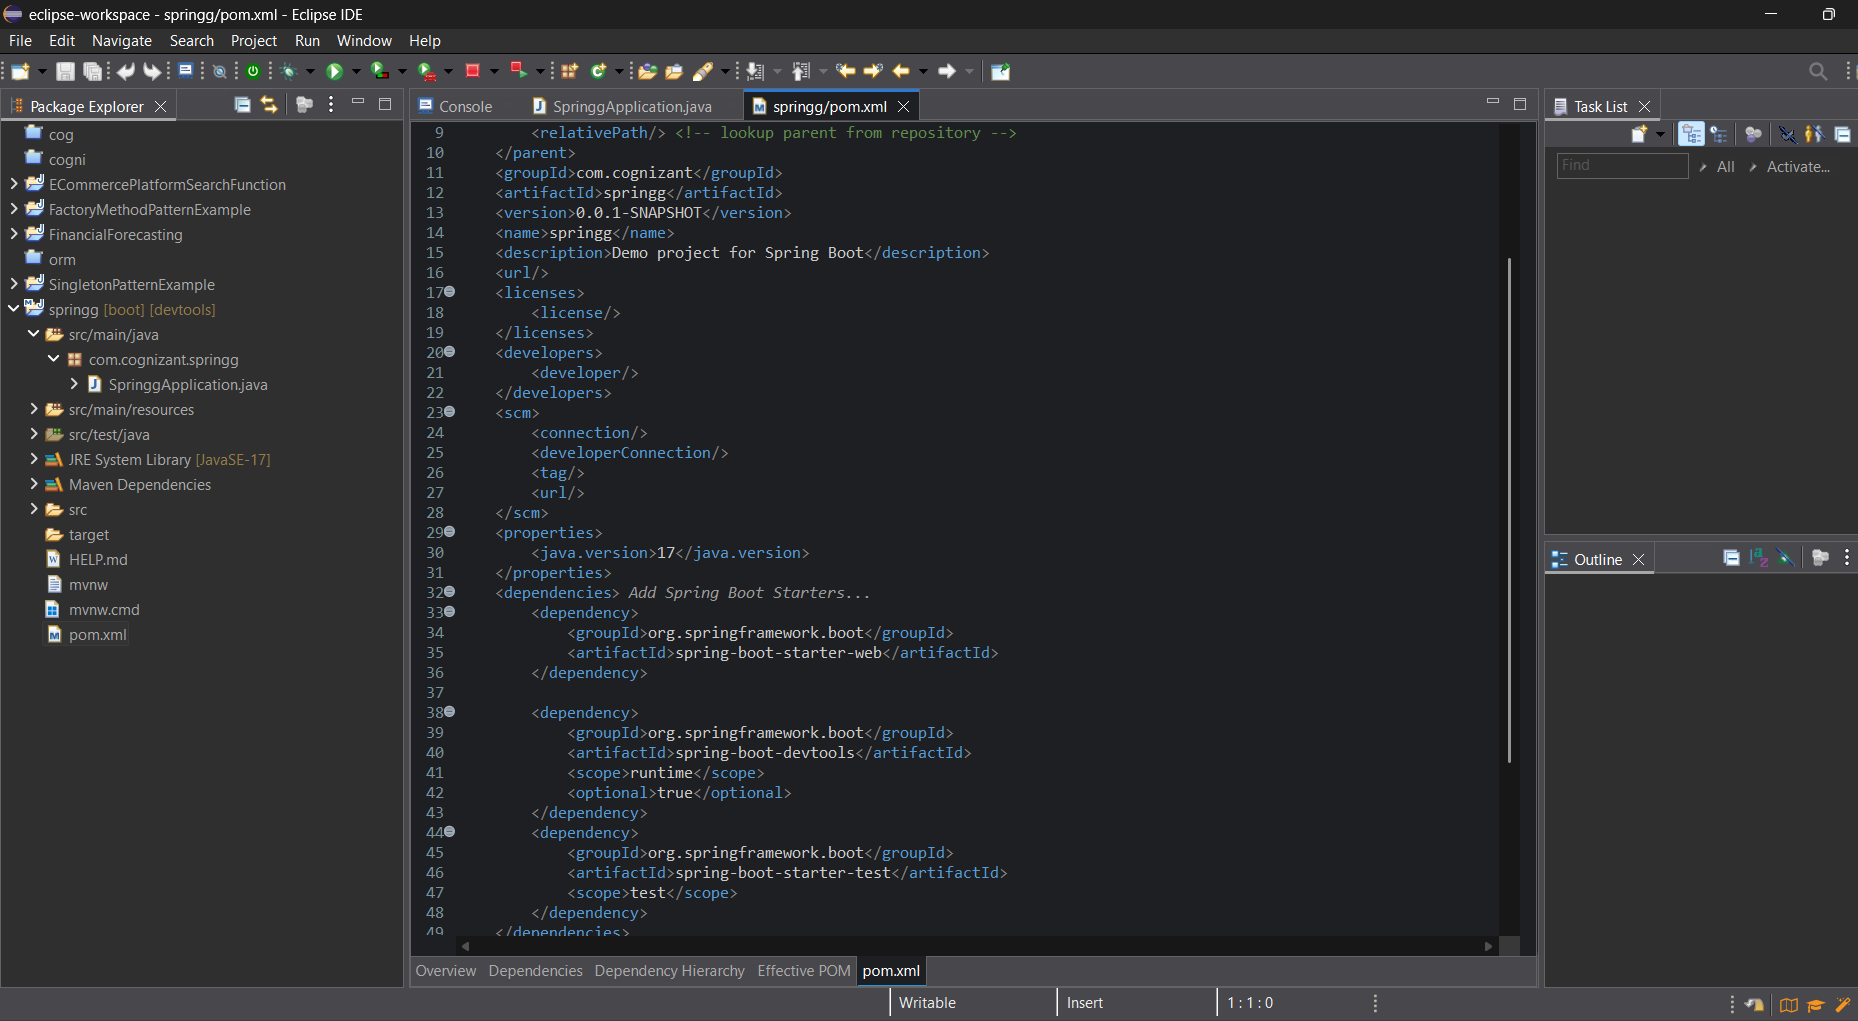 eclipse-workspace - springg/pom.xml - Eclipse IDE
File Edit Navigate Search Project Run Window Help
Package Explorer
cog
cogni
ECommercePlatformSearchFunction
FactoryMethodPatternExample
FinancialForecasting
orm
SingletonPatternExample
springg [boot] [devtools]
src/main/java
com.cognizant.springg
SpringgApplication.java
src/main/resources
src/test/java
JRE System Library [JavaSE-17]
Maven Dependencies
src
target
HELP.md
mvnw
mvnw.cmd
pom.xml
Console SpringgApplication.java springg/pom.xml
9 <relativePath/> <!-- lookup parent from repository -->
10 </parent>
11 <groupId>com.cognizant</groupId>
12 <artifactId>springg</artifactId>
13 <version>0.0.1-SNAPSHOT</version>
14 <name>springg</name>
15 <description>Demo project for Spring Boot</description>
16 <url/>
17 <licenses>
18 <license/>
19 </licenses>
20 <developers>
21 <developer/>
22 </developers>
23 <scm>
24 <connection/>
25 <developerConnection/>
26 <tag/>
27 <url/>
28 </scm>
29 <properties>
30 <java.version>17</java.version>
31 </properties>
32 <dependencies> Add Spring Boot Starters...
33 <dependency>
34 <groupId>org.springframework.boot</groupId>
35 <artifactId>spring-boot-starter-web</artifactId>
36 </dependency>
37
38 <dependency>
39 <groupId>org.springframework.boot</groupId>
40 <artifactId>spring-boot-devtools</artifactId>
41 <scope>runtime</scope>
42 <optional>true</optional>
43 </dependency>
44 <dependency>
45 <groupId>org.springframework.boot</groupId>
46 <artifactId>spring-boot-starter-test</artifactId>
47 <scope>test</scope>
48 </dependency>
49 </dependencies>
Overview Dependencies Dependency Hierarchy Effective POM pom.xml
Task List
Find All Activate...
Outline
Writable Insert 1 : 1 : 0